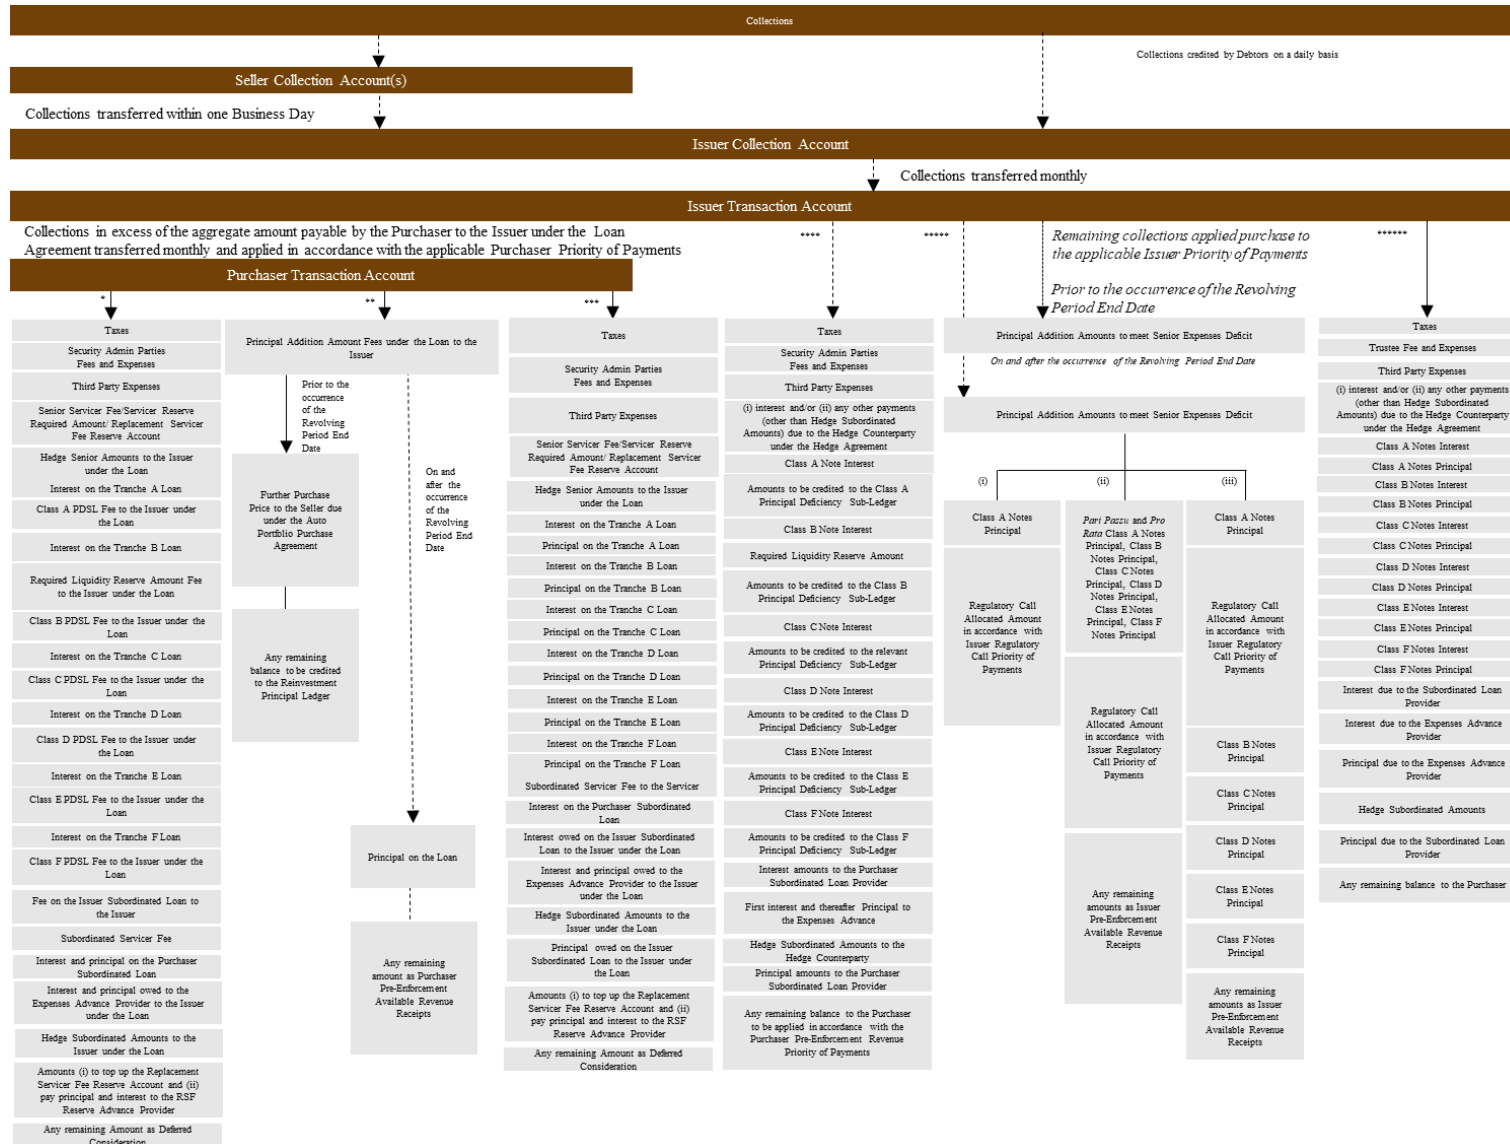 Collections
Collections credited by Debtors on a daily basis
Seller Collection Account(s)
Collections transferred within one Business Day
Issuer Collection Account
Collections transferred monthly
Issuer Transaction Account
Collections in excess of the aggregate amount payable by the Purchaser to the Issuer under the Loan
Agreement transferred monthly and applied in accordance with the applicable Purchaser Priority of Payments
Purchaser Transaction Account
*
Taxes
Security Admin Parties
Fees and Expenses
Third Party Expenses
Senior Servicer Fee/Servicer Reserve
Required Amount/ Replacement Servicer
Fee Reserve Account
Hedge Senior Amounts to the Issuer
under the Loan
Interest on the Tranche A Loan
Class A PDSL Fee to the Issuer under
the Loan
Interest on the Tranche B Loan
Required Liquidity Reserve Amount Fee
to the Issuer under the Loan
Class B PDSL Fee to the Issuer under the
Loan
Interest on the Tranche C Loan
Class C PDSL Fee to the Issuer under the
Loan
Interest on the Tranche D Loan
Class D PDSL Fee to the Issuer under
the Loan
Interest on the Tranche E Loan
Class E PDSL Fee to the Issuer under the
Loan
Interest on the Tranche F Loan
Class F PDSL Fee to the Issuer under the
Loan
Fee on the Issuer Subordinated Loan to
the Issuer
Subordinated Servicer Fee
Interest and principal on the Purchaser
Subordinated Loan
Interest and principal owed to the
Expenses Advance Provider to the Issuer
under the Loan
Hedge Subordinated Amounts to the
Issuer under the Loan
Amounts (i) to top up the Replacement
Servicer Fee Reserve Account and (ii)
pay principal and interest to the RSF
Reserve Advance Provider
Any remaining Amount as Deferred
Consideration
**
Principal Addition Amount Fees under the Loan to the
Issuer
Prior to the
occurrence
of the
Revolving
Period End
Date
Further Purchase
Price to the Seller due
under the Auto
Portfolio Purchase
Agreement
Any remaining
balance to be credited
to the Reinvestment
Principal Ledger
On and
after the
occurrence
of the
Revolving
Period End
Date
Principal on the Loan
Any remaining
amount as Purchaser
Pre-Enforcement
Available Revenue
Receipts
***
Taxes
Security Admin Parties
Fees and Expenses
Third Party Expenses
Senior Servicer Fee/Servicer Reserve
Required Amount/ Replacement Servicer
Fee Reserve Account
Hedge Senior Amounts to the Issuer
under the Loan
Interest on the Tranche A Loan
Principal on the Tranche A Loan
Interest on the Tranche B Loan
Principal on the Tranche B Loan
Interest on the Tranche C Loan
Principal on the Tranche C Loan
Interest on the Tranche D Loan
Principal on the Tranche D Loan
Interest on the Tranche E Loan
Principal on the Tranche E Loan
Interest on the Tranche F Loan
Principal on the Tranche F Loan
Subordinated Servicer Fee to the Servicer
Interest on the Purchaser Subordinated
Loan
Interest owed on the Issuer Subordinated
Loan to the Issuer under the Loan
Interest and principal owed to the
Expenses Advance Provider to the Issuer
under the Loan
Hedge Subordinated Amounts to the
Issuer under the Loan
Principal owed on the Issuer
Subordinated Loan to the Issuer under
the Loan
Amounts (i) to top up the Replacement
Servicer Fee Reserve Account and (ii)
pay principal and interest to the RSF
Reserve Advance Provider
Any remaining Amount as Deferred
Consideration
****
Taxes
Security Admin Parties
Fees and Expenses
Third Party Expenses
(i) interest and/or (ii) any other payments
(other than Hedge Subordinated
Amounts) due to the Hedge Counterparty
under the Hedge Agreement
Class A Note Interest
Amounts to be credited to the Class A
Principal Deficiency Sub-Ledger
Class B Note Interest
Required Liquidity Reserve Amount
Amounts to be credited to the Class B
Principal Deficiency Sub-Ledger
Class C Note Interest
Amounts to be credited to the relevant
Principal Deficiency Sub-Ledger
Class D Note Interest
Amounts to be credited to the Class D
Principal Deficiency Sub-Ledger
Class E Note Interest
Amounts to be credited to the Class E
Principal Deficiency Sub-Ledger
Class F Note Interest
Amounts to be credited to the Class F
Principal Deficiency Sub-Ledger
Interest amounts to the Purchaser
Subordinated Loan Provider
First interest and thereafter Principal to
the Expenses Advance
Hedge Subordinated Amounts to the
Hedge Counterparty
Principal amounts to the Purchaser
Subordinated Loan Provider
Any remaining balance to the Purchaser
to be applied in accordance with the
Purchaser Pre-Enforcement Revenue
Priority of Payments
*****
Remaining collections applied purchase to
the applicable Issuer Priority of Payments
Prior to the occurrence of the Revolving
Period End Date
Principal Addition Amounts to meet Senior Expenses Deficit
On and after the occurrence of the Revolving Period End Date
Principal Addition Amounts to meet Senior Expenses Deficit
(i)
Class A Notes
Principal
Regulatory Call
Allocated Amount
in accordance with
Issuer Regulatory
Call Priority of
Payments
(ii)
Pari Passu and Pro
Rata Class A Notes
Principal, Class B
Notes Principal,
Class C Notes
Principal, Class D
Notes Principal,
Class E Notes
Principal, Class F
Notes Principal
Regulatory Call
Allocated Amount
in accordance with
Issuer Regulatory
Call Priority of
Payments
Any remaining
amounts as Issuer
Pre-Enforcement
Available Revenue
Receipts
(iii)
Class A Notes
Principal
Regulatory Call
Allocated Amount
in accordance with
Issuer Regulatory
Call Priority of
Payments
Class B Notes
Principal
Class C Notes
Principal
Class D Notes
Principal
Class E Notes
Principal
Class F Notes
Principal
Any remaining
amounts as Issuer
Pre-Enforcement
Available Revenue
Receipts
******
Taxes
Trustee Fee and Expenses
Third Party Expenses
(i) interest and/or (ii) any other payments
(other than Hedge Subordinated
Amounts) due to the Hedge Counterparty
under the Hedge Agreement
Class A Notes Interest
Class A Notes Principal
Class B Notes Interest
Class B Notes Principal
Class C Notes Interest
Class C Notes Principal
Class D Notes Interest
Class D Notes Principal
Class E Notes Interest
Class E Notes Principal
Class F Notes Interest
Class F Notes Principal
Interest due to the Subordinated Loan
Provider
Interest due to the Expenses Advance
Provider
Principal due to the Expenses Advance
Provider
Hedge Subordinated Amounts
Principal due to the Subordinated Loan
Provider
Any remaining balance to the Purchaser